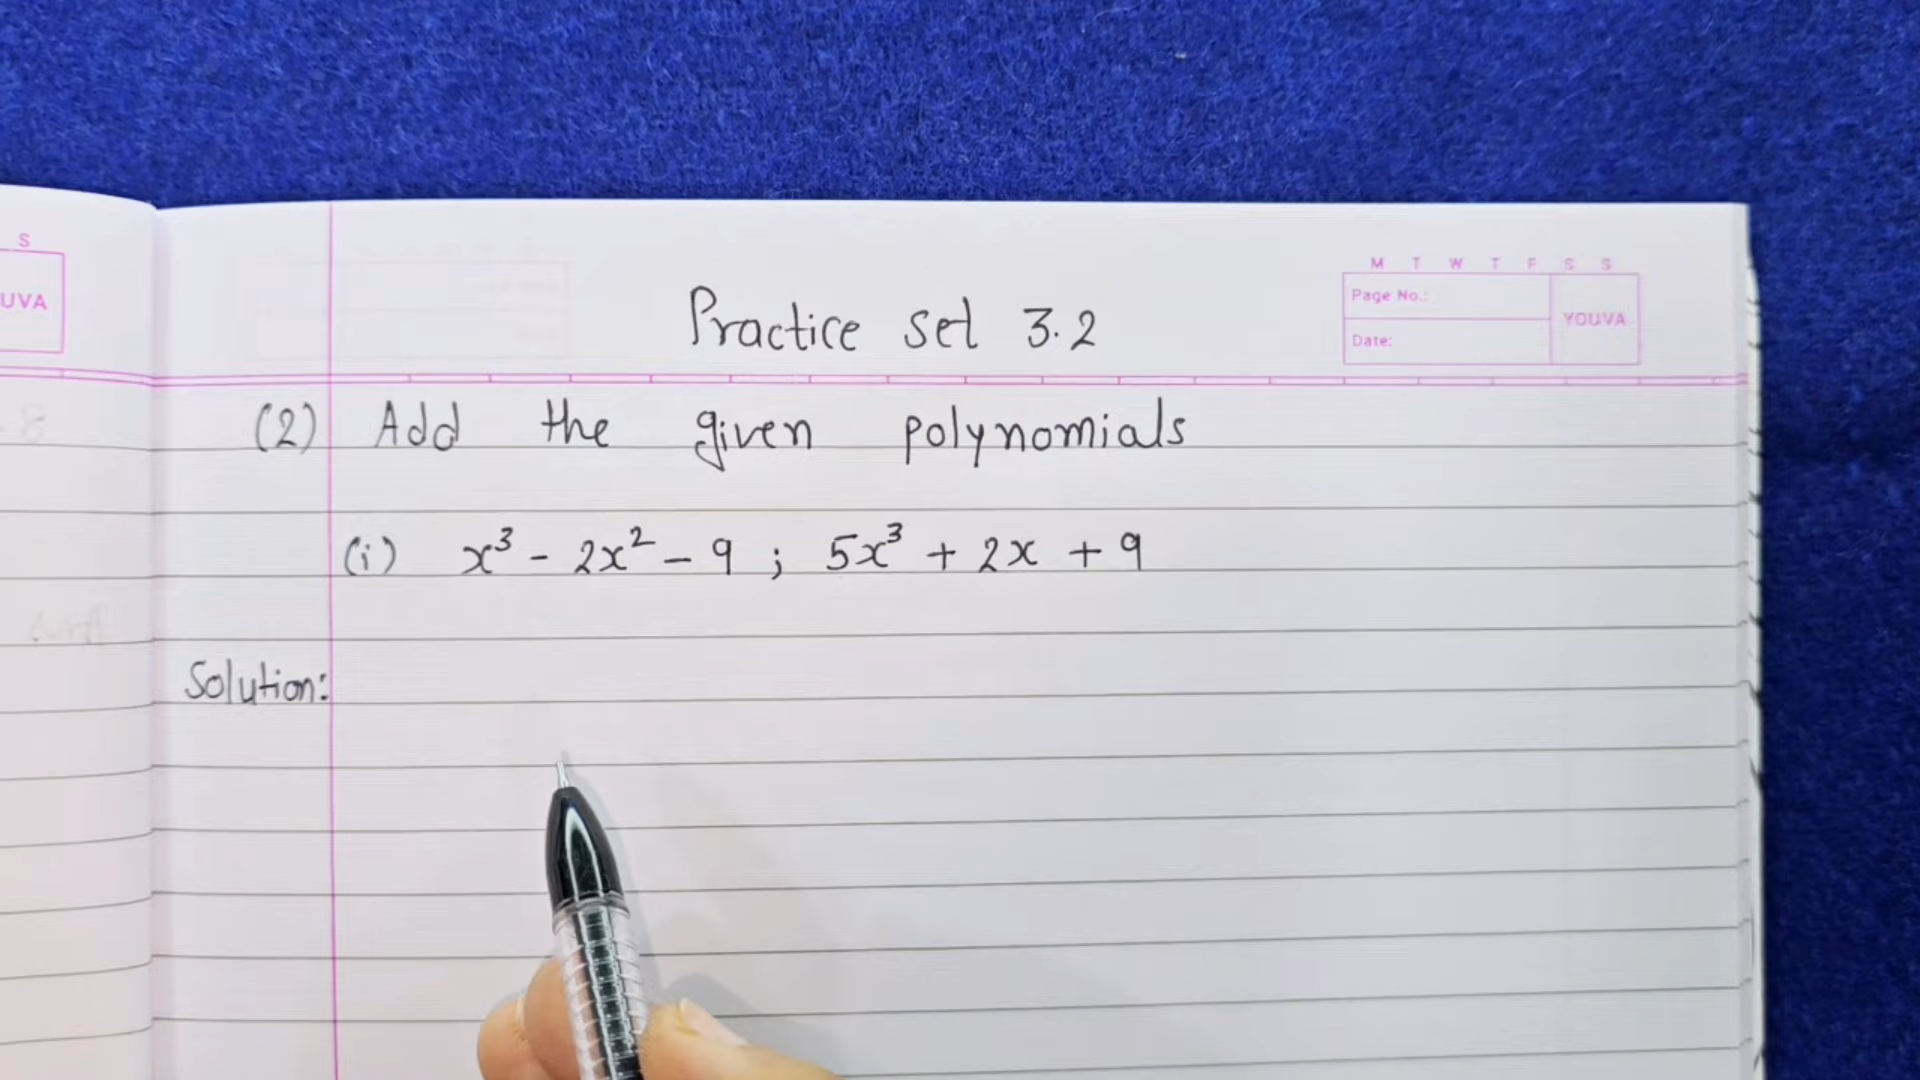 S
UVA
M T W T F S S
Page No.:
YOUVA
Date:
Practice set 3.2
(2) Add the given polynomials
(i) x³ - 2x² - 9 ; 5x³ + 2x + 9
Solution: